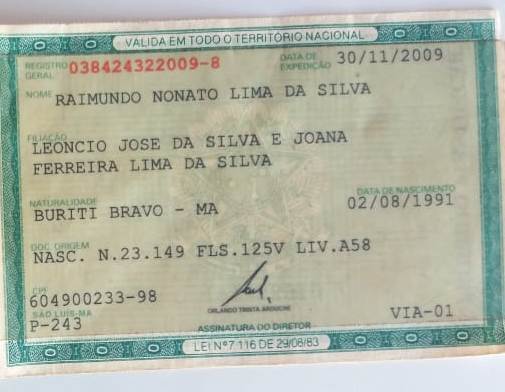 VALIDA EM TODO O TERRITÓRIO NACIONAL
REGISTRO GERAL 038424322009-8 DATA DE EXPEDIÇÃO 30/11/2009
NOME RAIMUNDO NONATO LIMA DA SILVA
FILIAÇÃO
LEONCIO JOSE DA SILVA E JOANA
FERREIRA LIMA DA SILVA
NATURALIDADE DATA DE NASCIMENTO
BURITI BRAVO - MA 02/08/1991
DOC. ORIGEM
NASC. N.23.149 FLS.125V LIV.A58
CPF
604900233-98
SÃO LUIS-MA
P-243 VIA-01
ASSINATURA DO DIRETOR
LEI Nº 7.116 DE 29/08/83